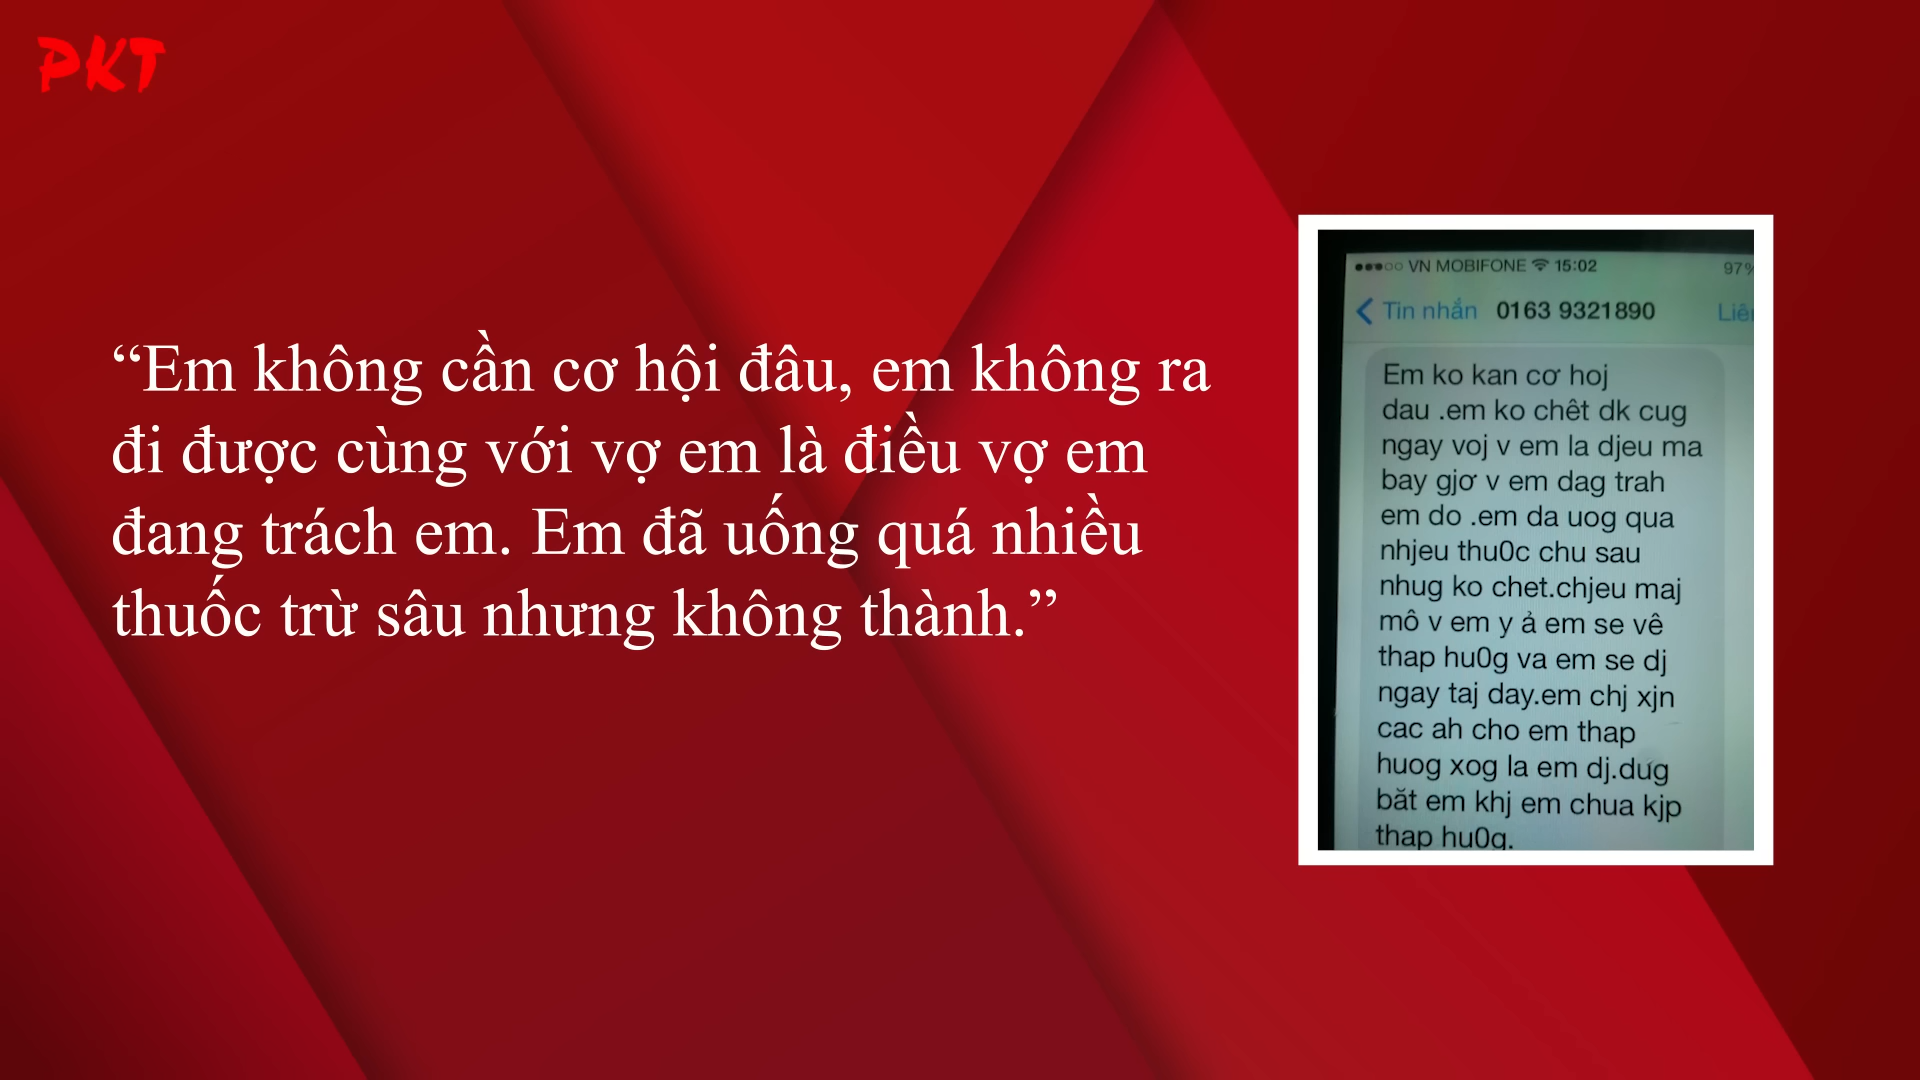 PKT
“Em không cần cơ hội đâu, em không ra
đi được cùng với vợ em là điều vợ em
đang trách em. Em đã uống quá nhiều
thuốc trừ sâu nhưng không thành.”
VN MOBIFONE 15:02 97%
Tin nhắn 0163 9321890 Liê
Em ko kan cơ hoj
dau .em ko chêt dk cug
ngay voj v em la djeu ma
bay gjơ v em dag trah
em do .em da uog qua
nhjeu thu0c chu sau
nhug ko chet.chjeu maj
mô v em y ả em se vê
thap hu0g va em se dj
ngay taj day.em chj xjn
cac ah cho em thap
huog xog la em dj.dug
băt em khj em chua kjp
thap hu0g.